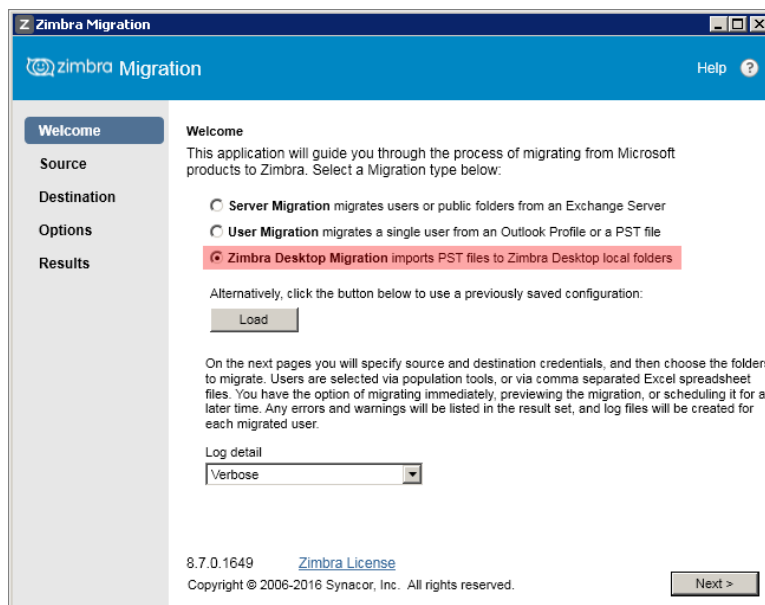 Zimbra Migration
zimbra Migration
Help ?
Welcome
Source
Destination
Options
Results
Welcome
This application will guide you through the process of migrating from Microsoft
products to Zimbra. Select a Migration type below:
Server Migration migrates users or public folders from an Exchange Server
User Migration migrates a single user from an Outlook Profile or a PST file
Zimbra Desktop Migration imports PST files to Zimbra Desktop local folders
Alternatively, click the button below to use a previously saved configuration:
Load
On the next pages you will specify source and destination credentials, and then choose the folders
to migrate. Users are selected via population tools, or via comma separated Excel spreadsheet
files. You have the option of migrating immediately, previewing the migration, or scheduling it for a
later time. Any errors and warnings will be listed in the result set, and log files will be created for
each migrated user.
Log detail
Verbose
8.7.0.1649 Zimbra License
Copyright © 2006-2016 Synacor, Inc. All rights reserved.
Next >